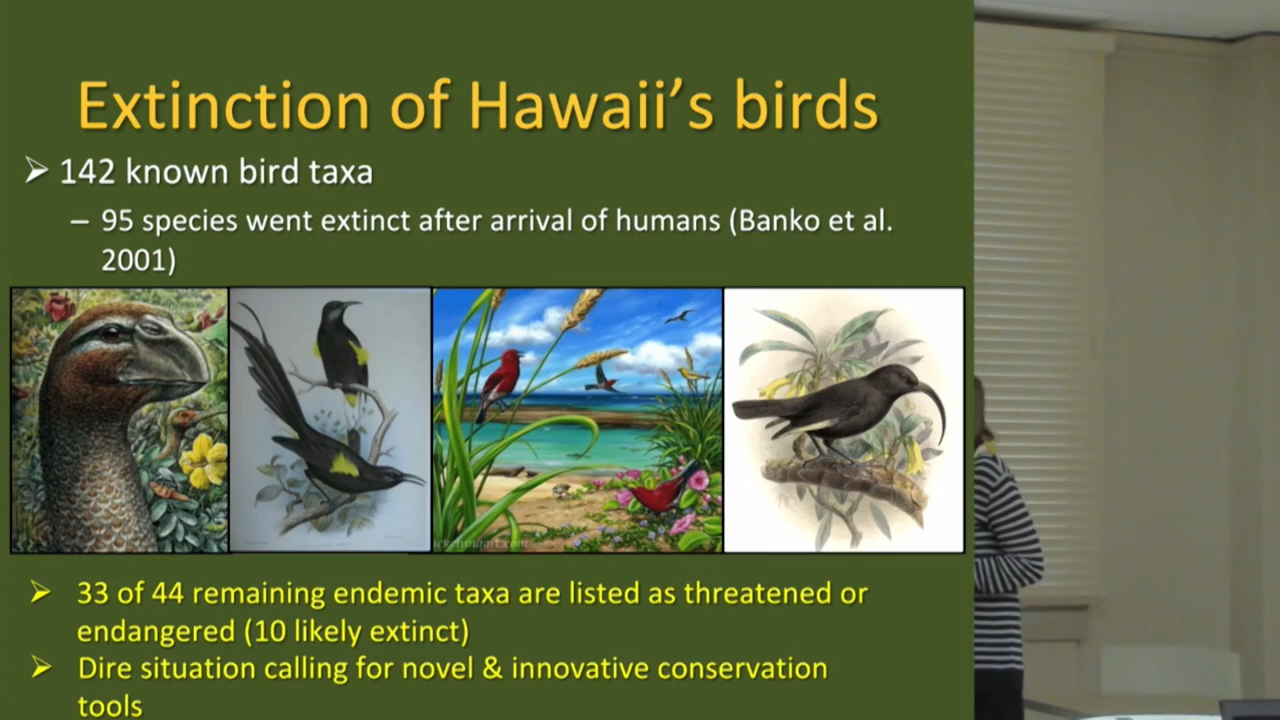 Extinction of Hawaii's birds
➢ 142 known bird taxa
– 95 species went extinct after arrival of humans (Banko et al.
2001)
➢ 33 of 44 remaining endemic taxa are listed as threatened or
endangered (10 likely extinct)
➢ Dire situation calling for novel & innovative conservation
tools